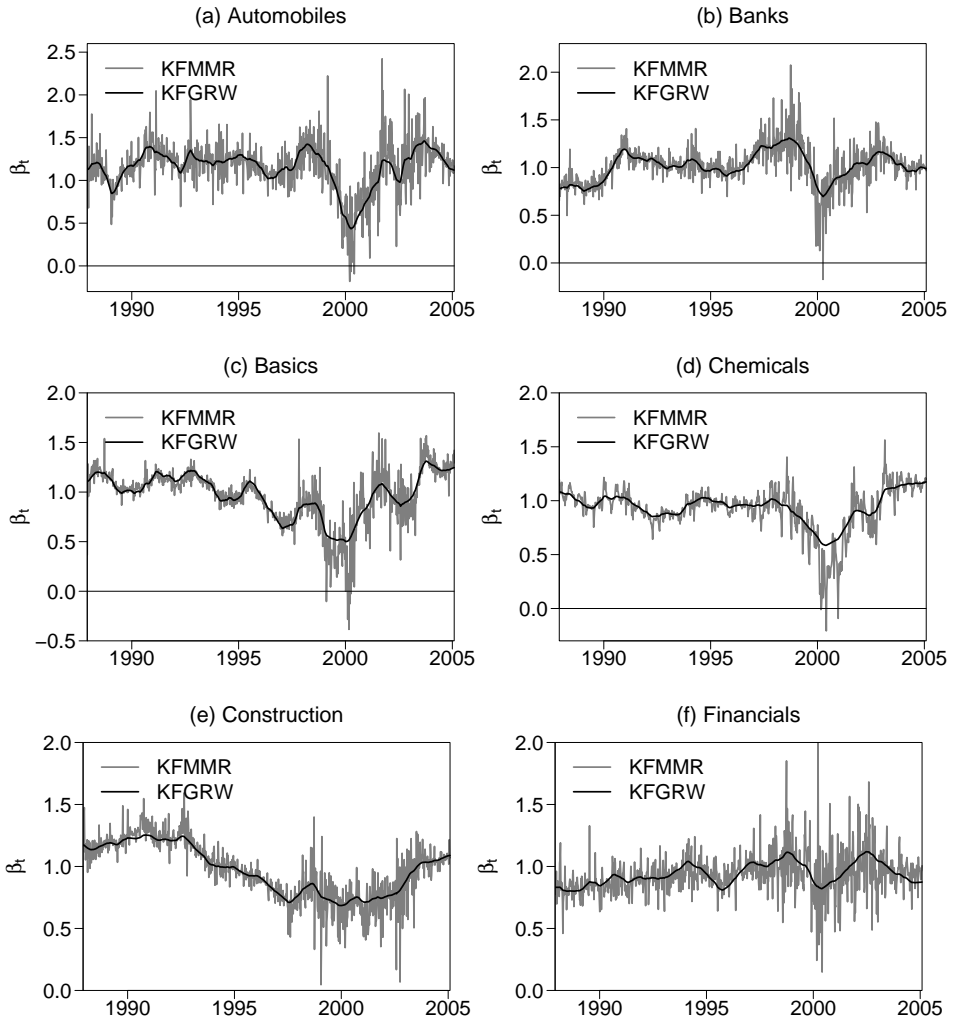 (a) Automobiles
KFMMR
KFGRW
βt
2.5
2.0
1.5
1.0
0.5
0.0
1990 1995 2000 2005
(b) Banks
KFMMR
KFGRW
βt
2.0
1.5
1.0
0.5
0.0
1990 1995 2000 2005
(c) Basics
KFMMR
KFGRW
βt
2.0
1.5
1.0
0.5
0.0
−0.5
1990 1995 2000 2005
(d) Chemicals
KFMMR
KFGRW
βt
2.0
1.5
1.0
0.5
0.0
1990 1995 2000 2005
(e) Construction
KFMMR
KFGRW
βt
2.0
1.5
1.0
0.5
0.0
1990 1995 2000 2005
(f) Financials
KFMMR
KFGRW
βt
2.0
1.5
1.0
0.5
0.0
1990 1995 2000 2005